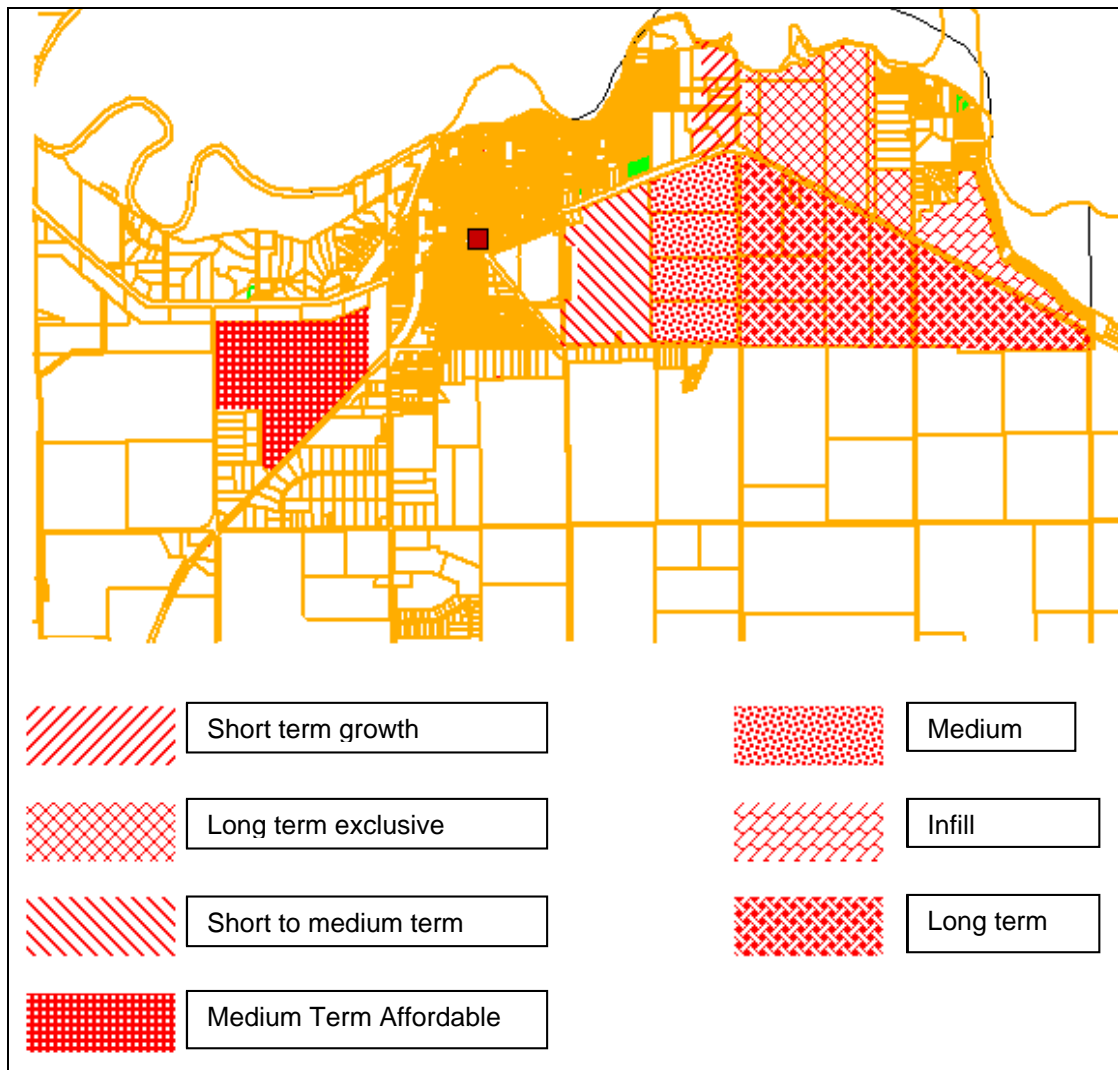 Short term growth
Medium
Long term exclusive
Infill
Short to medium term
Long term
Medium Term Affordable